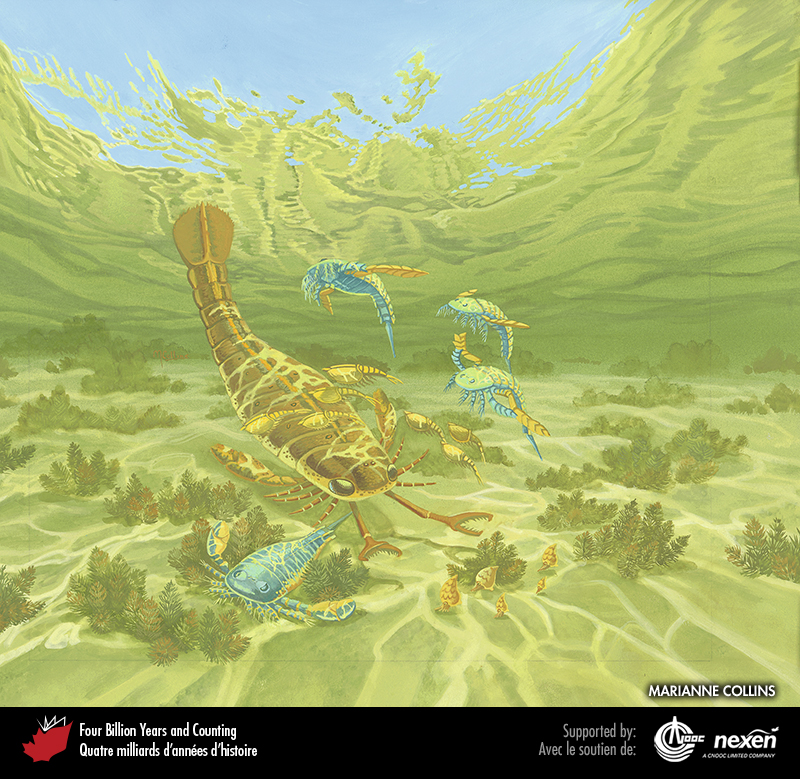 MARIANNE COLLINS
Four Billion Years and Counting
Quatre milliards d'années d'histoire
Supported by:
Avec le soutien de:
CNOOC
nexen
A CNOOC LIMITED COMPANY